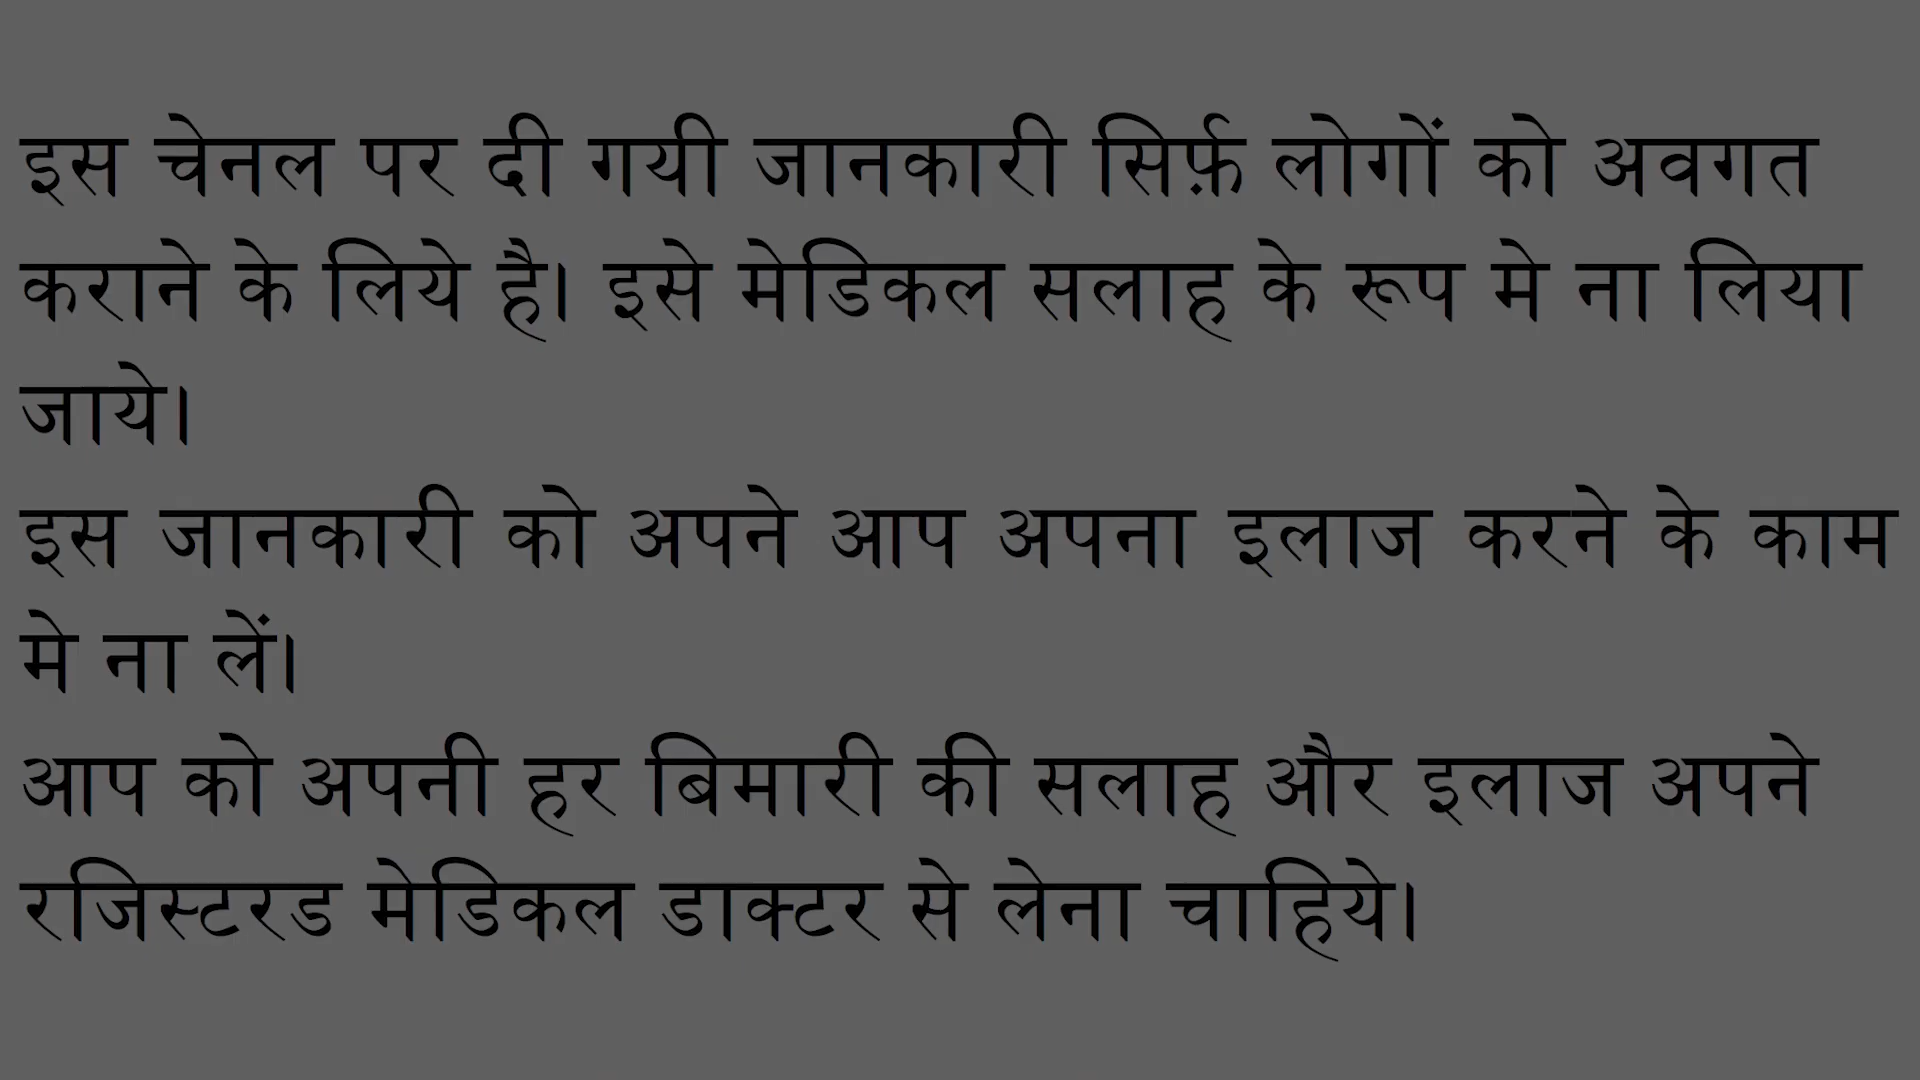 इस चेनल पर दी गयी जानकारी सिर्फ़ लोगों को अवगत
कराने के लिये है। इसे मेडिकल सलाह के रूप मे ना लिया
जाये।
इस जानकारी को अपने आप अपना इलाज करने के काम
मे ना लें।
आप को अपनी हर बिमारी की सलाह और इलाज अपने
रजिस्टरड मेडिकल डाक्टर से लेना चाहिये।